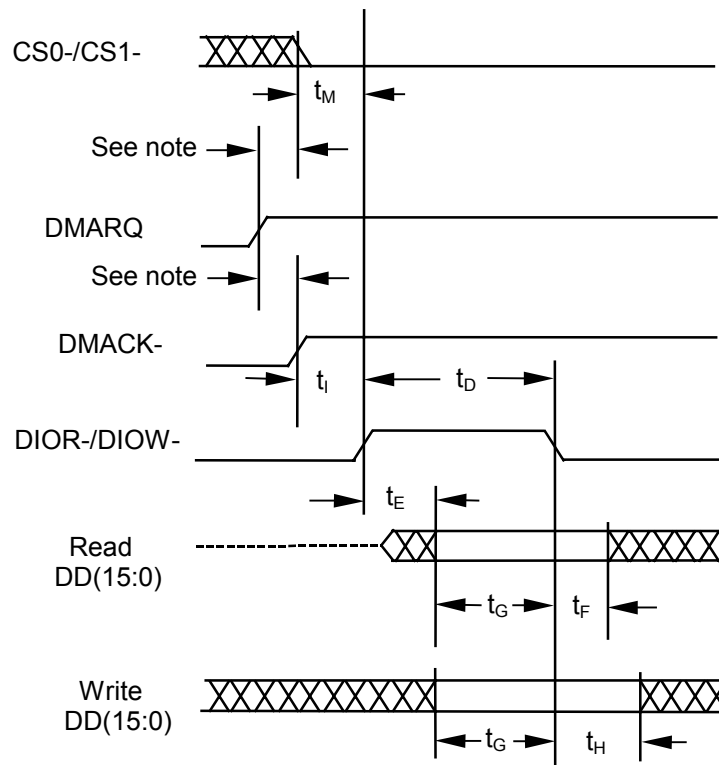 CS0-/CS1-
tM
See note
DMARQ
See note
DMACK-
tI tD
DIOR-/DIOW-
tE
Read
DD(15:0)
tG tF
Write
DD(15:0)
tG tH